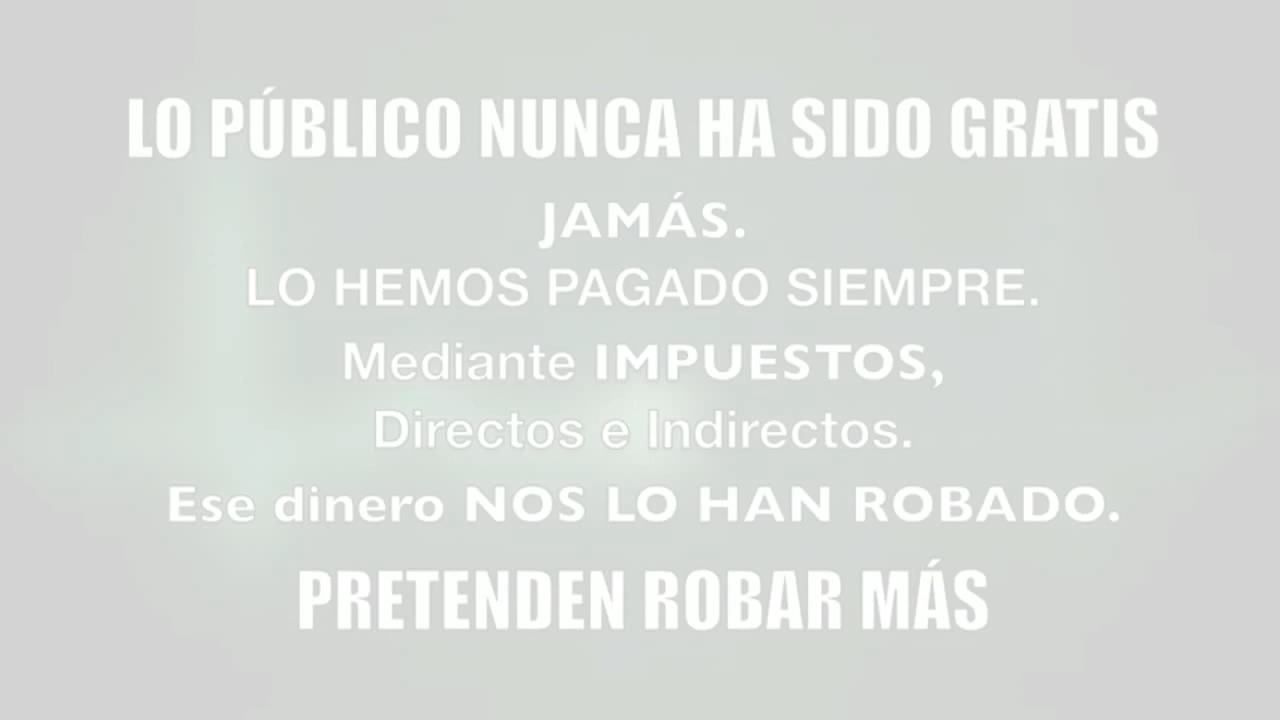 LO PÚBLICO NUNCA HA SIDO GRATIS
JAMÁS.
LO HEMOS PAGADO SIEMPRE.
Mediante IMPUESTOS,
Directos e Indirectos.
Ese dinero NOS LO HAN ROBADO.
PRETENDEN ROBAR MÁS